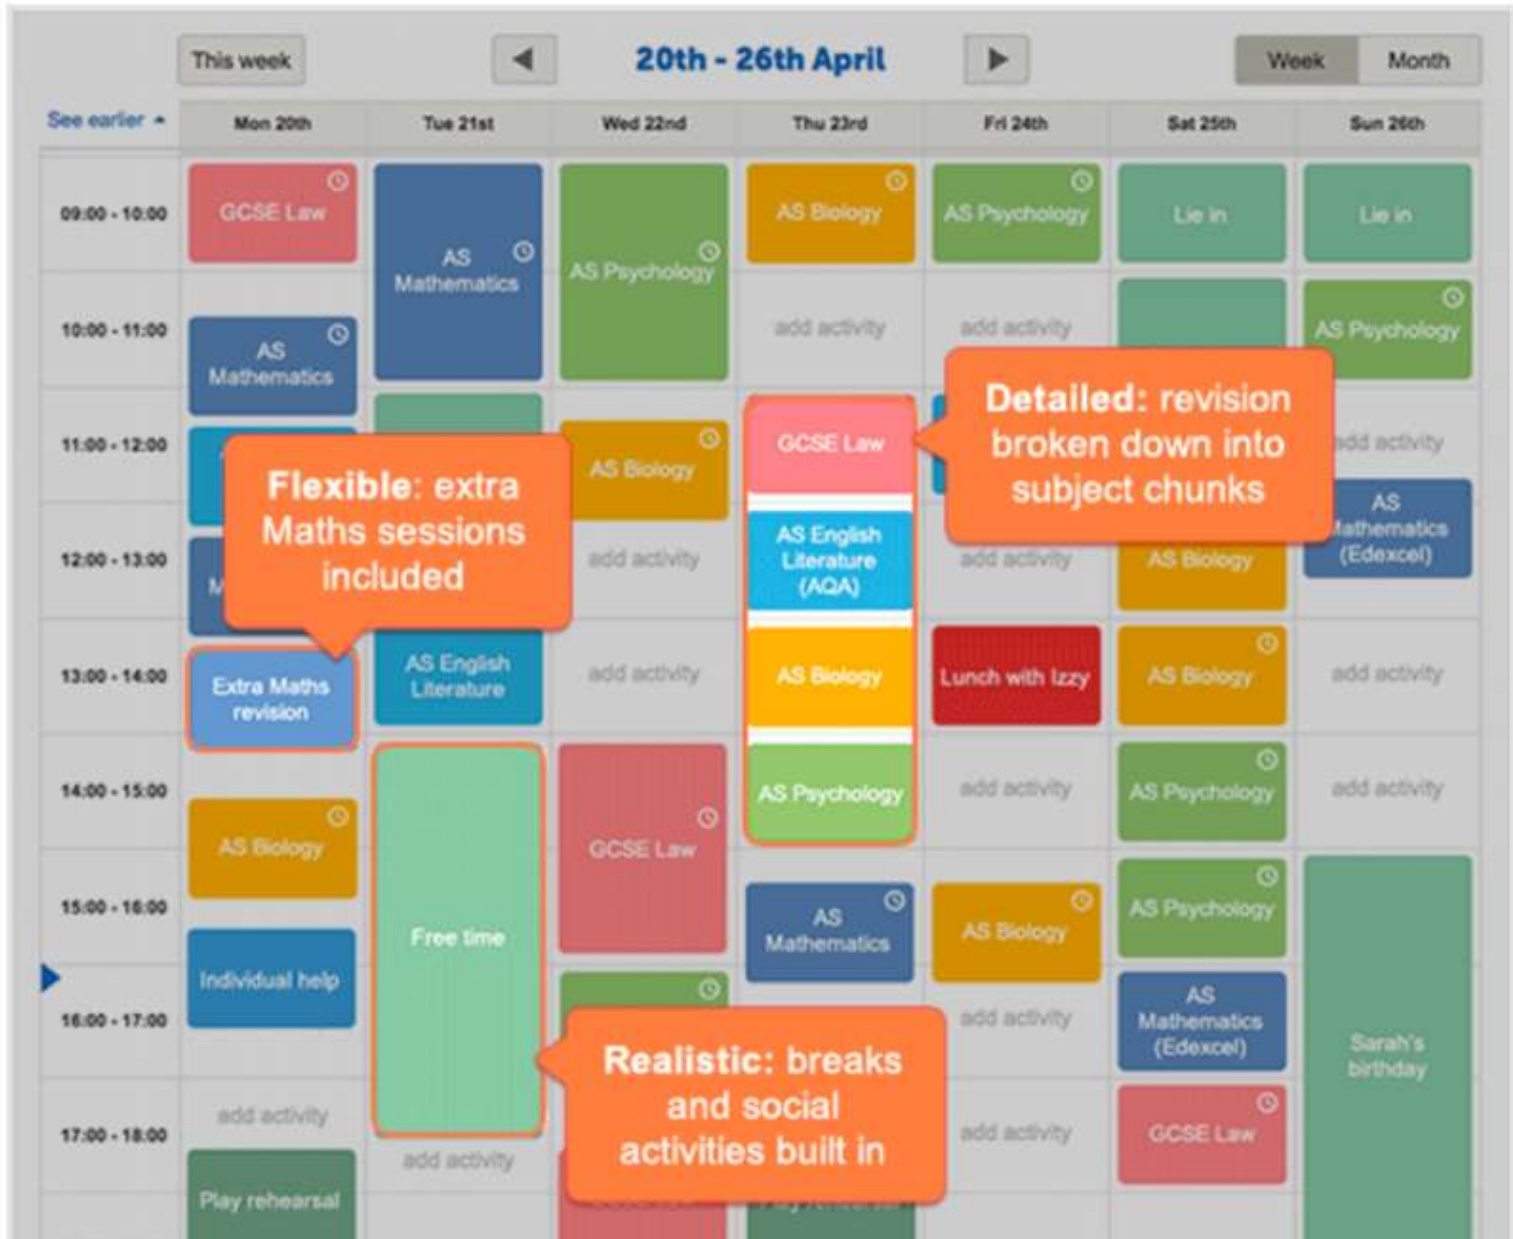 This week
20th - 26th April
Week
Month
See earlier
Mon 20th
Tue 21st
Wed 22nd
Thu 23rd
Fri 24th
Sat 25th
Sun 26th
09:00 - 10:00
GCSE Law
AS
Mathematics
AS Psychology
AS Biology
AS Psychology
Lie in
Lie in
10:00 - 11:00
AS
Mathematics
add activity
add activity
AS Psychology
11:00 - 12:00
Flexible: extra
Maths sessions
included
AS Biology
GCSE Law
Detailed: revision
broken down into
subject chunks
add activity
12:00 - 13:00
add activity
AS English
Literature
(AQA)
add activity
AS Biology
AS
Mathematics
(Edexcel)
13:00 - 14:00
Extra Maths
revision
AS English
Literature
add activity
AS Biology
Lunch with Izzy
AS Biology
add activity
14:00 - 15:00
AS Biology
Free time
GCSE Law
AS Psychology
add activity
AS Psychology
add activity
15:00 - 16:00
Individual help
AS
Mathematics
AS Biology
AS Psychology
16:00 - 17:00
Realistic: breaks
and social
activities built in
add activity
AS
Mathematics
(Edexcel)
Sarah's
birthday
17:00 - 18:00
add activity
add activity
add activity
GCSE Law
Play rehearsal